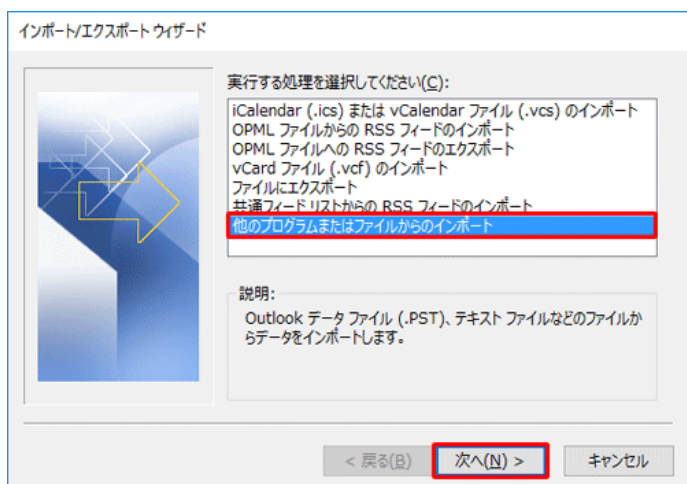 インポート/エクスポート ウィザード
実行する処理を選択してください(C):
iCalendar (.ics) または vCalendar ファイル (.vcs) のインポート
OPML ファイルからの RSS フィードのインポート
OPML ファイルへの RSS フィードのエクスポート
vCard ファイル (.vcf) のインポート
ファイルにエクスポート
共通フィード リストからの RSS フィードのインポート
他のプログラムまたはファイルからのインポート
説明:
Outlook データ ファイル (.PST)、テキスト ファイルなどのファイルか
らデータをインポートします。
< 戻る(B) 次へ(N) > キャンセル